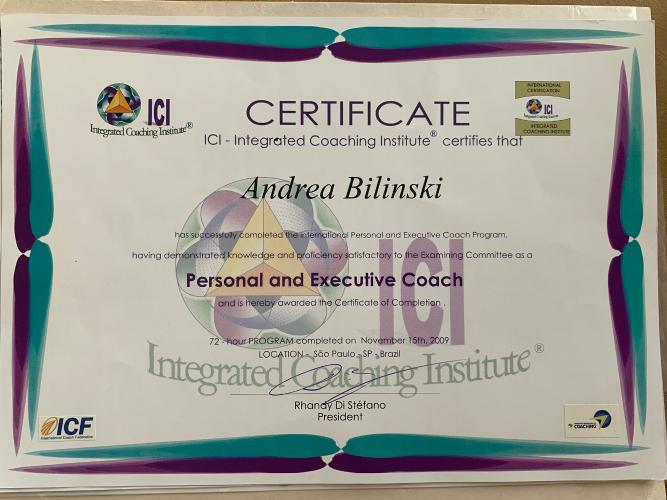 ICI
Integrated Coaching Institute®
INTERNATIONAL
CERTIFICATION
ICI
INTEGRATED
COACHING INSTITUTE
CERTIFICATE
ICI - Integrated Coaching Institute® certifies that
Andrea Bilinski
has successfully completed the International Personal and Executive Coach Program,
having demonstrated knowledge and proficiency satisfactory to the Examining Committee as a
Personal and Executive Coach
and is hereby awarded the Certificate of Completion .
ICI
72 - hour PROGRAM completed on November 15th, 2009
LOCATION - São Paulo - SP - Brazil
Integrated Coaching Institute®
Rhandy Di Stéfano
President
ICF
International Coach Federation
COACHING